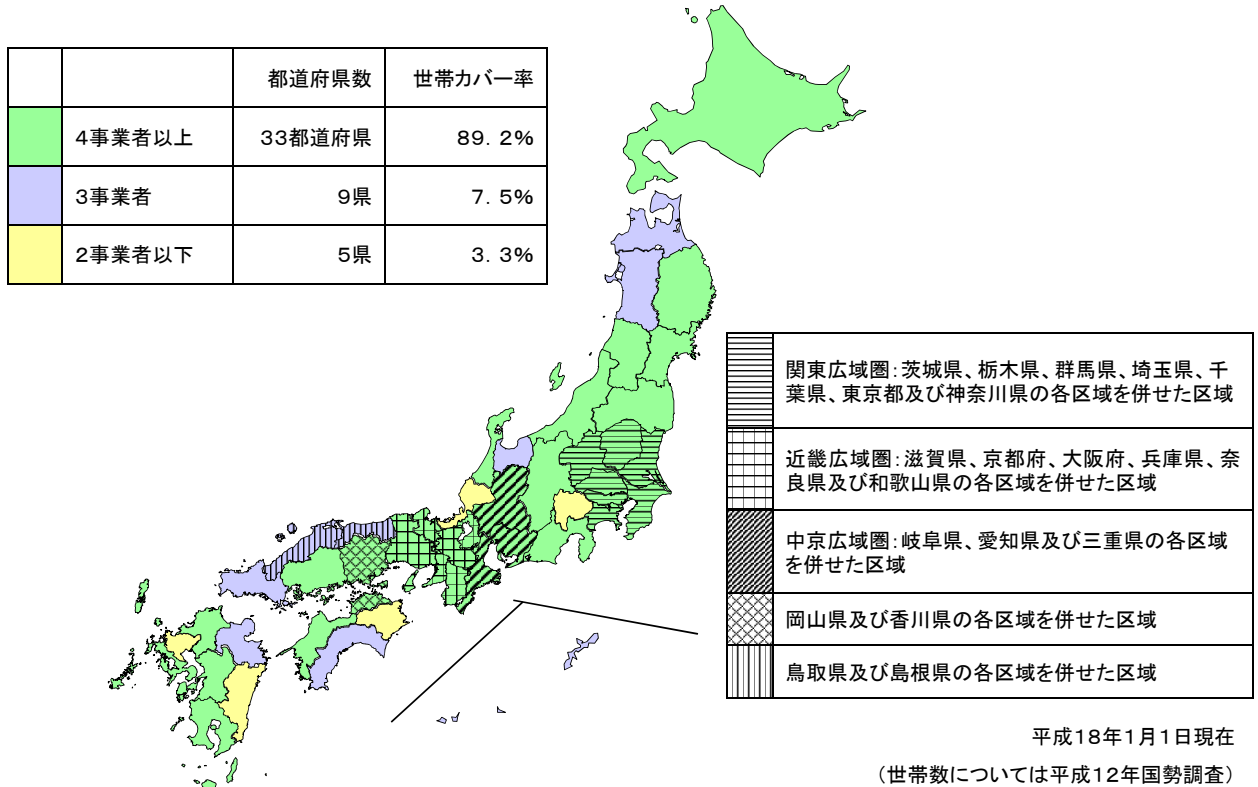 都道府県数 世帯カバー率
4事業者以上 33都道府県 89.2%
3事業者 9県 7.5%
2事業者以下 5県 3.3%
関東広域圏:茨城県、栃木県、群馬県、埼玉県、千
葉県、東京都及び神奈川県の各区域を併せた区域
近畿広域圏:滋賀県、京都府、大阪府、兵庫県、奈
良県及び和歌山県の各区域を併せた区域
中京広域圏:岐阜県、愛知県及び三重県の各区域
を併せた区域
岡山県及び香川県の各区域を併せた区域
鳥取県及び島根県の各区域を併せた区域
平成18年1月1日現在
(世帯数については平成12年国勢調査)